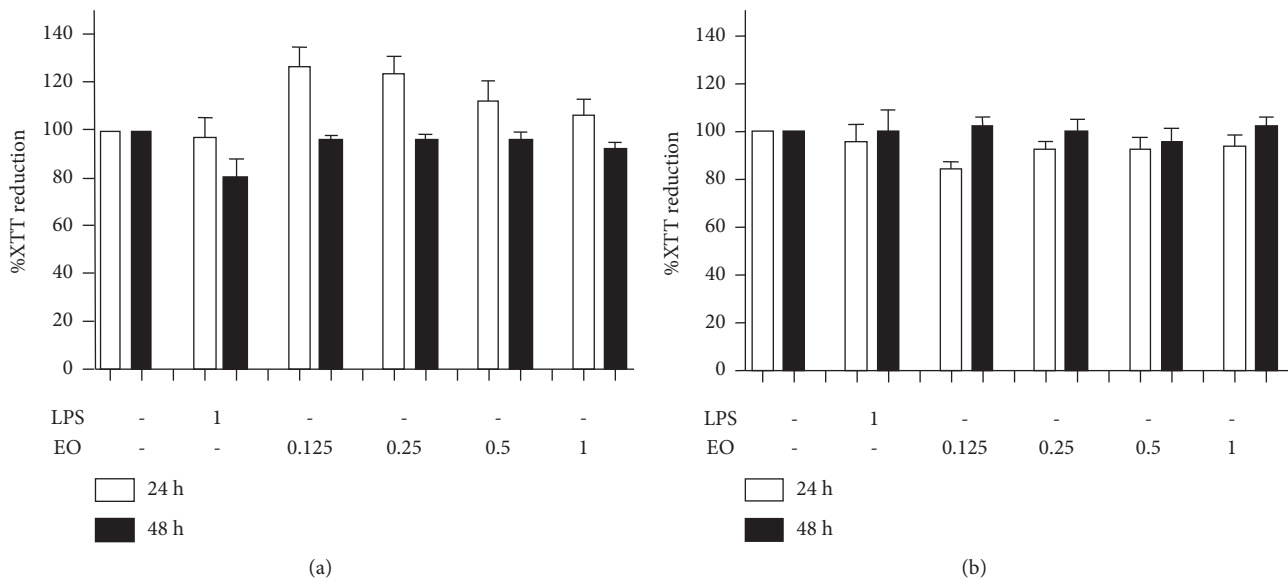 %XTT reduction
140
120
100
80
60
40
20
0
LPS - 1 - - - -
EO - - 0.125 0.25 0.5 1
24 h
48 h
(a)
%XTT reduction
140
120
100
80
60
40
20
0
LPS - 1 - - - -
EO - - 0.125 0.25 0.5 1
24 h
48 h
(b)